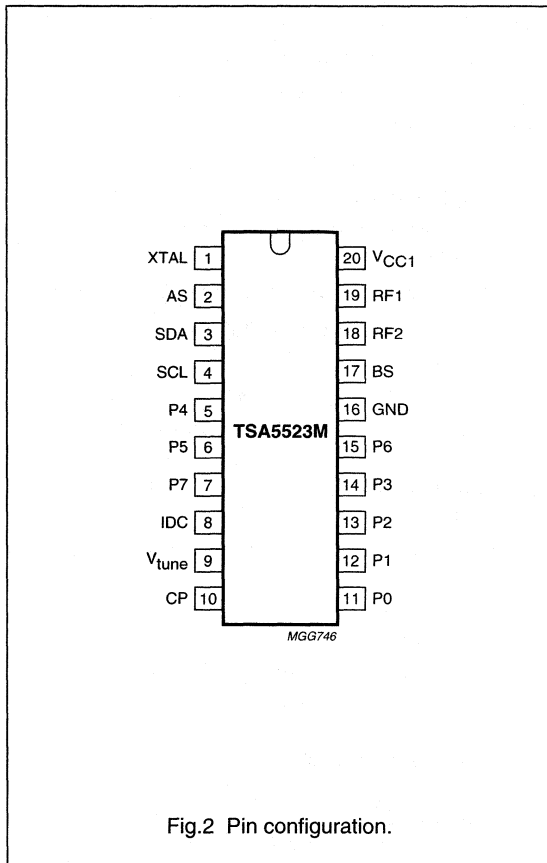 XTAL 1 20 VCC1
AS 2 19 RF1
SDA 3 18 RF2
SCL 4 17 BS
P4 5 16 GND
TSA5523M
P5 6 15 P6
P7 7 14 P3
IDC 8 13 P2
Vtune 9 12 P1
CP 10 11 P0
MGG746
Fig.2 Pin configuration.